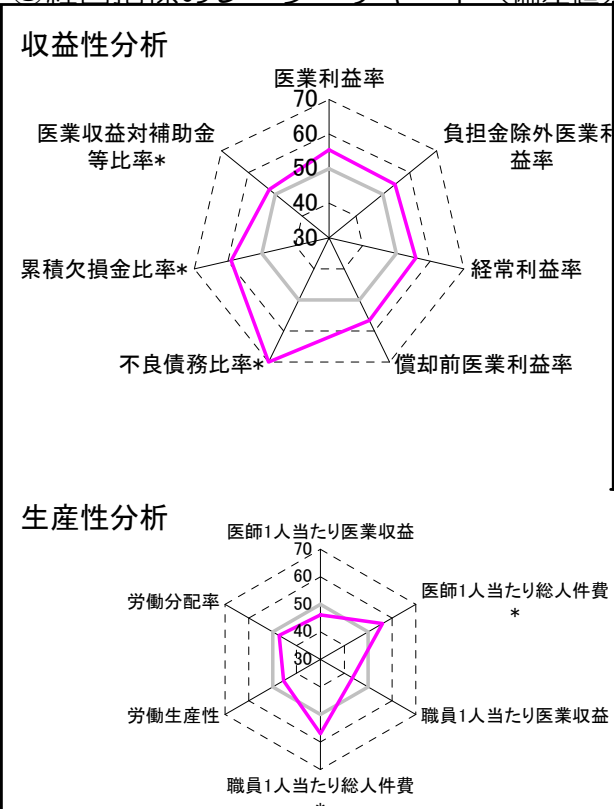 収益性分析
医業利益率
70
60
50
40
30
負担金除外医業利
益率
経常利益率
償却前医業利益率
不良債務比率*
累積欠損金比率*
医業収益対補助金
等比率*
生産性分析
医師1人当たり医業収益
70
60
50
40
30
医師1人当たり総人件費
*
職員1人当たり医業収益
職員1人当たり総人件費
*
労働生産性
労働分配率